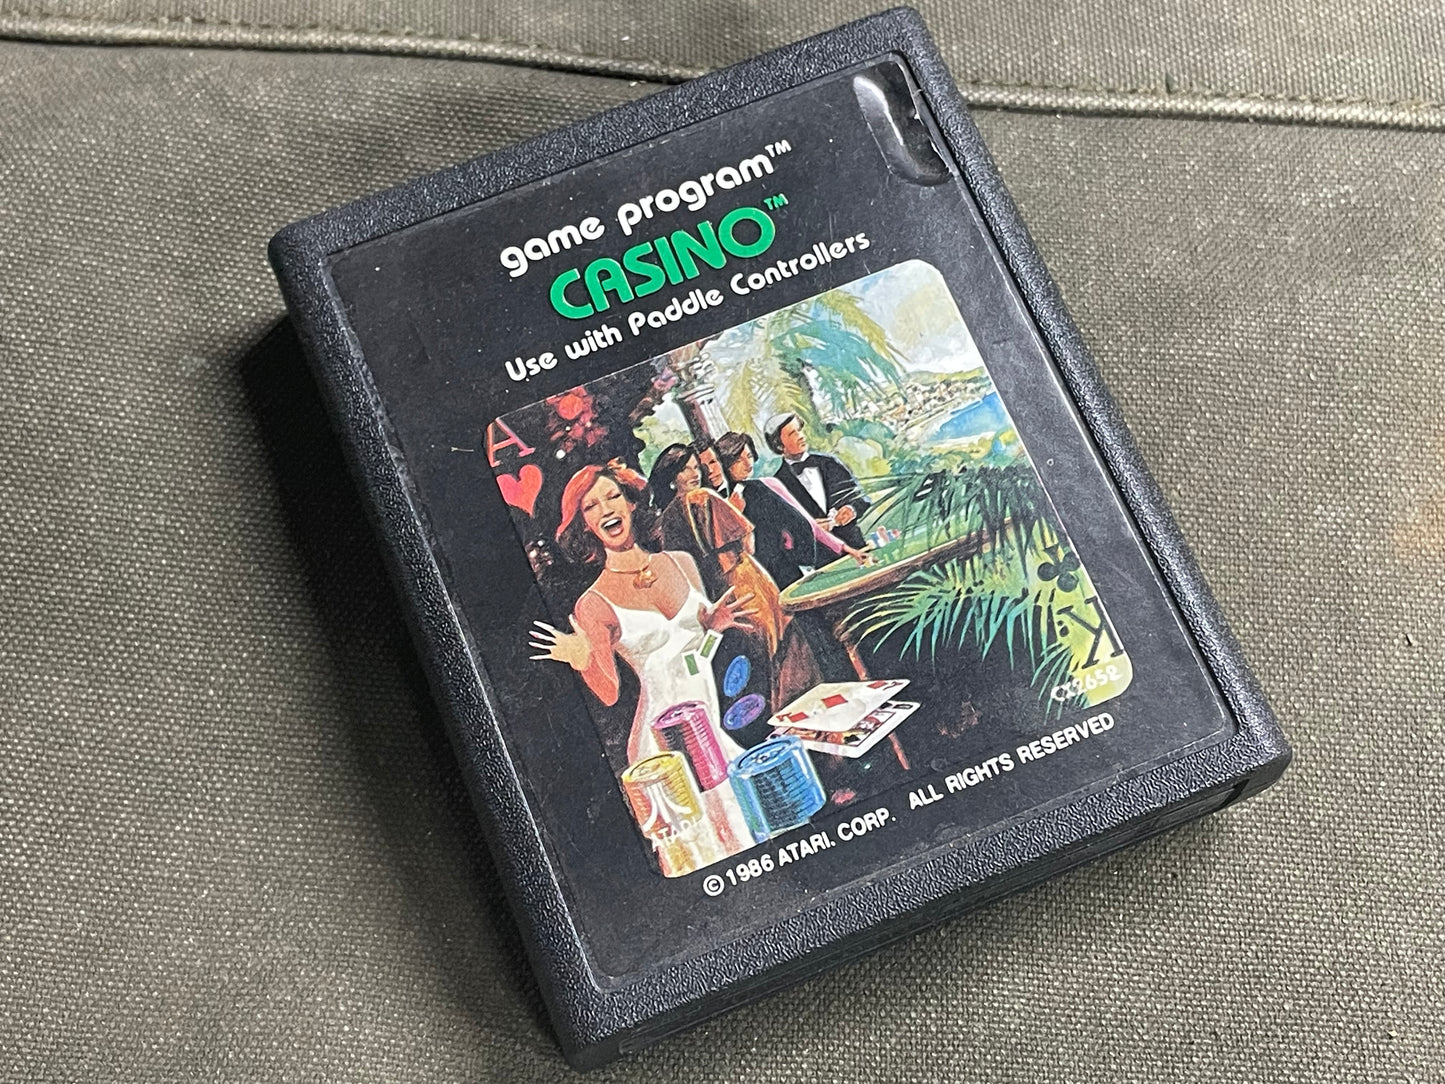 game program™
CASINO™
Use with Paddle Controllers
A
K
CX2652
ATARI
© 1986 ATARI. CORP. ALL RIGHTS RESERVED